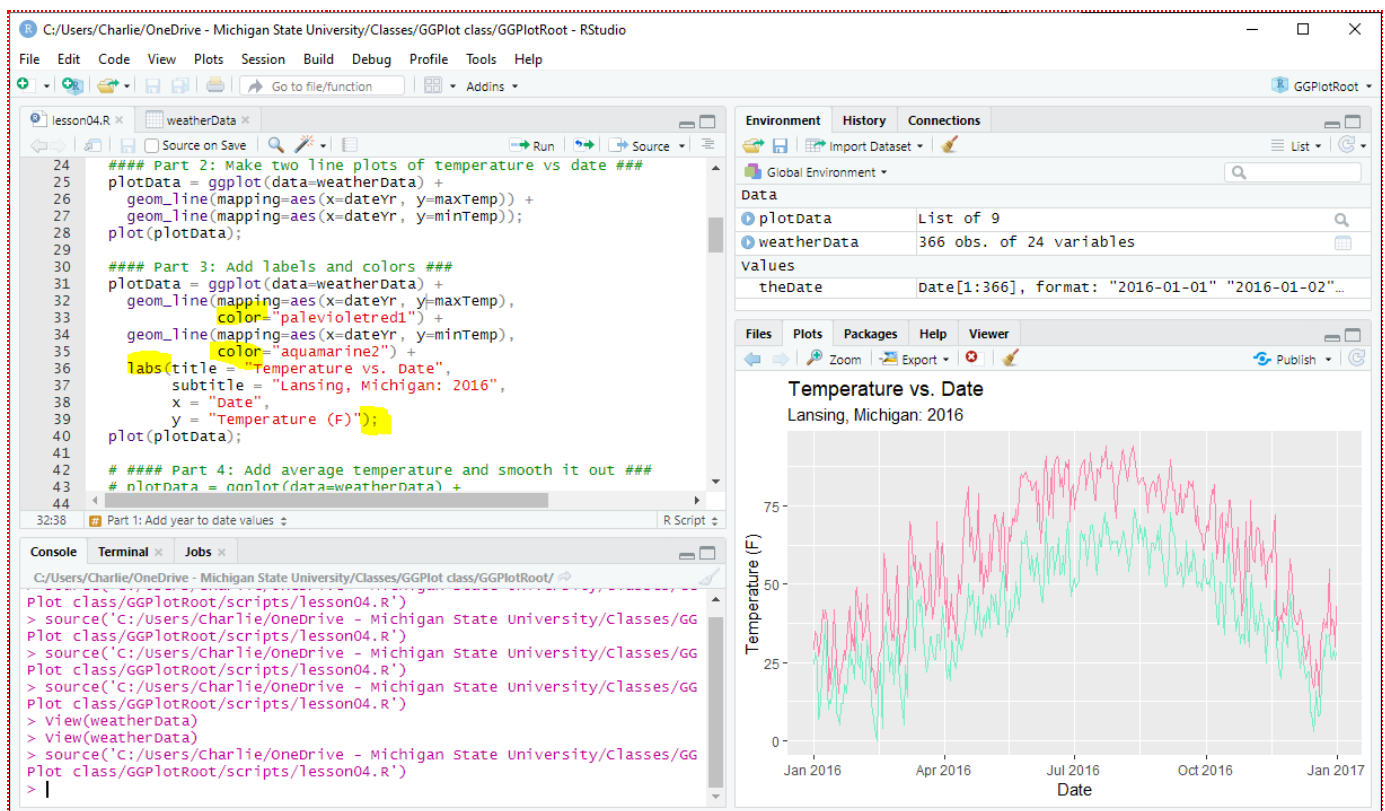 C:/Users/Charlie/OneDrive - Michigan State University/Classes/GGPlot class/GGPlotRoot - RStudio
File Edit Code View Plots Session Build Debug Profile Tools Help
Go to file/function Addins GGPlotRoot
lesson04.R weatherData
Source on Save Run Source
24 #### Part 2: Make two line plots of temperature vs date ###
25 plotData = ggplot(data=weatherData) +
26 geom_line(mapping=aes(x=dateYr, y=maxTemp)) +
27 geom_line(mapping=aes(x=dateYr, y=minTemp));
28 plot(plotData);
29
30 #### Part 3: Add labels and colors ###
31 plotData = ggplot(data=weatherData) +
32 geom_line(mapping=aes(x=dateYr, y=maxTemp),
33 color="palevioletred1") +
34 geom_line(mapping=aes(x=dateYr, y=minTemp),
35 color="aquamarine2") +
36 labs(title = "Temperature vs. Date",
37 subtitle = "Lansing, Michigan: 2016",
38 x = "Date",
39 y = "Temperature (F)");
40 plot(plotData);
41
42 # #### Part 4: Add average temperature and smooth it out ###
43 # plotData = ggplot(data=weatherData) +
44
32:38 # Part 1: Add year to date values R Script
Console Terminal Jobs
C:/Users/Charlie/OneDrive - Michigan State University/Classes/GGPlot class/GGPlotRoot/
> source('C:/Users/Charlie/OneDrive - Michigan State University/Classes/GG
Plot class/GGPlotRoot/scripts/lesson04.R')
> source('C:/Users/Charlie/OneDrive - Michigan State University/Classes/GG
Plot class/GGPlotRoot/scripts/lesson04.R')
> source('C:/Users/Charlie/OneDrive - Michigan State University/Classes/GG
Plot class/GGPlotRoot/scripts/lesson04.R')
> source('C:/Users/Charlie/OneDrive - Michigan State University/Classes/GG
Plot class/GGPlotRoot/scripts/lesson04.R')
> View(weatherData)
> View(weatherData)
> source('C:/Users/Charlie/OneDrive - Michigan State University/Classes/GG
Plot class/GGPlotRoot/scripts/lesson04.R')
>
Environment History Connections
Import Dataset List
Global Environment
Data
plotData List of 9
weatherData 366 obs. of 24 variables
Values
theDate Date[1:366], format: "2016-01-01" "2016-01-02"…
Files Plots Packages Help Viewer
Zoom Export Publish
Temperature vs. Date
Lansing, Michigan: 2016
75
50
25
0
Temperature (F)
Jan 2016 Apr 2016 Jul 2016 Oct 2016 Jan 2017
Date